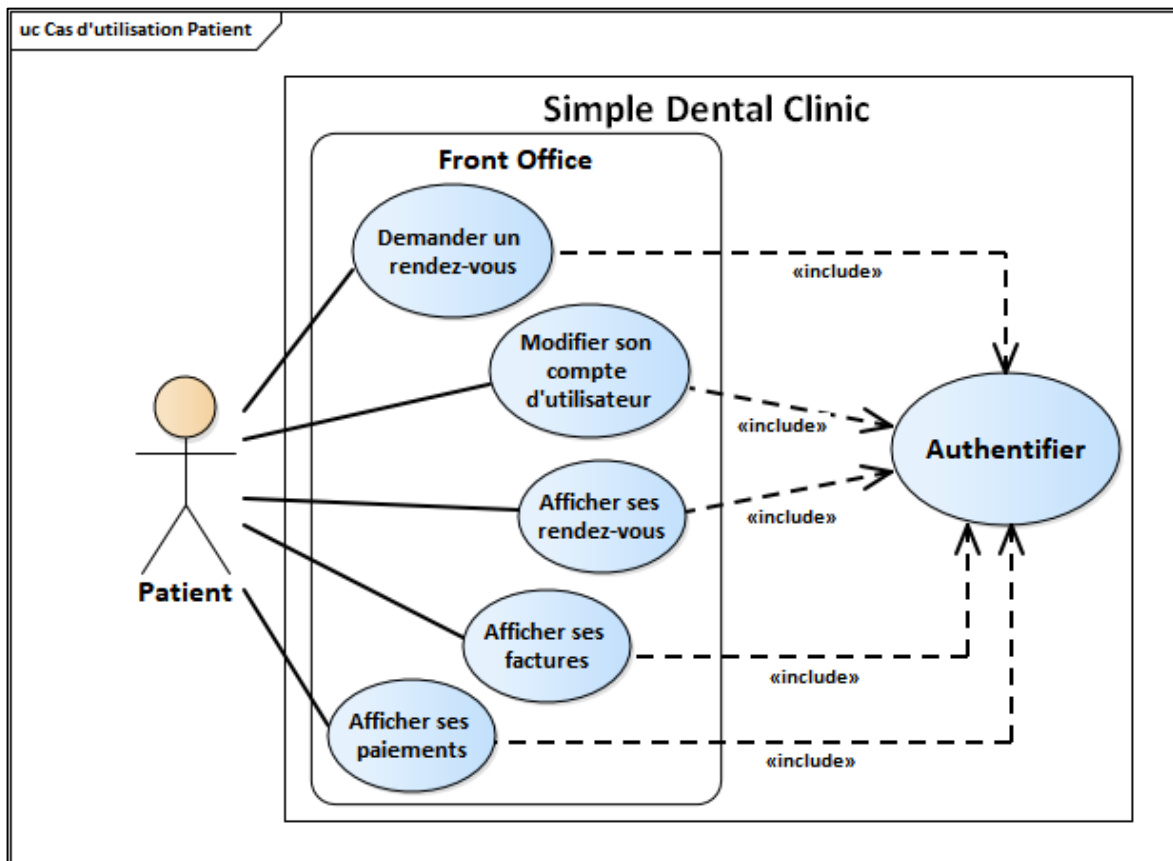 uc Cas d'utilisation Patient
Simple Dental Clinic
Front Office
Demander un
rendez-vous
«include»
Modifier son
compte
d'utilisateur
«include»
Authentifier
Afficher ses
rendez-vous
«include»
Patient
Afficher ses
factures
«include»
Afficher ses
paiements
«include»